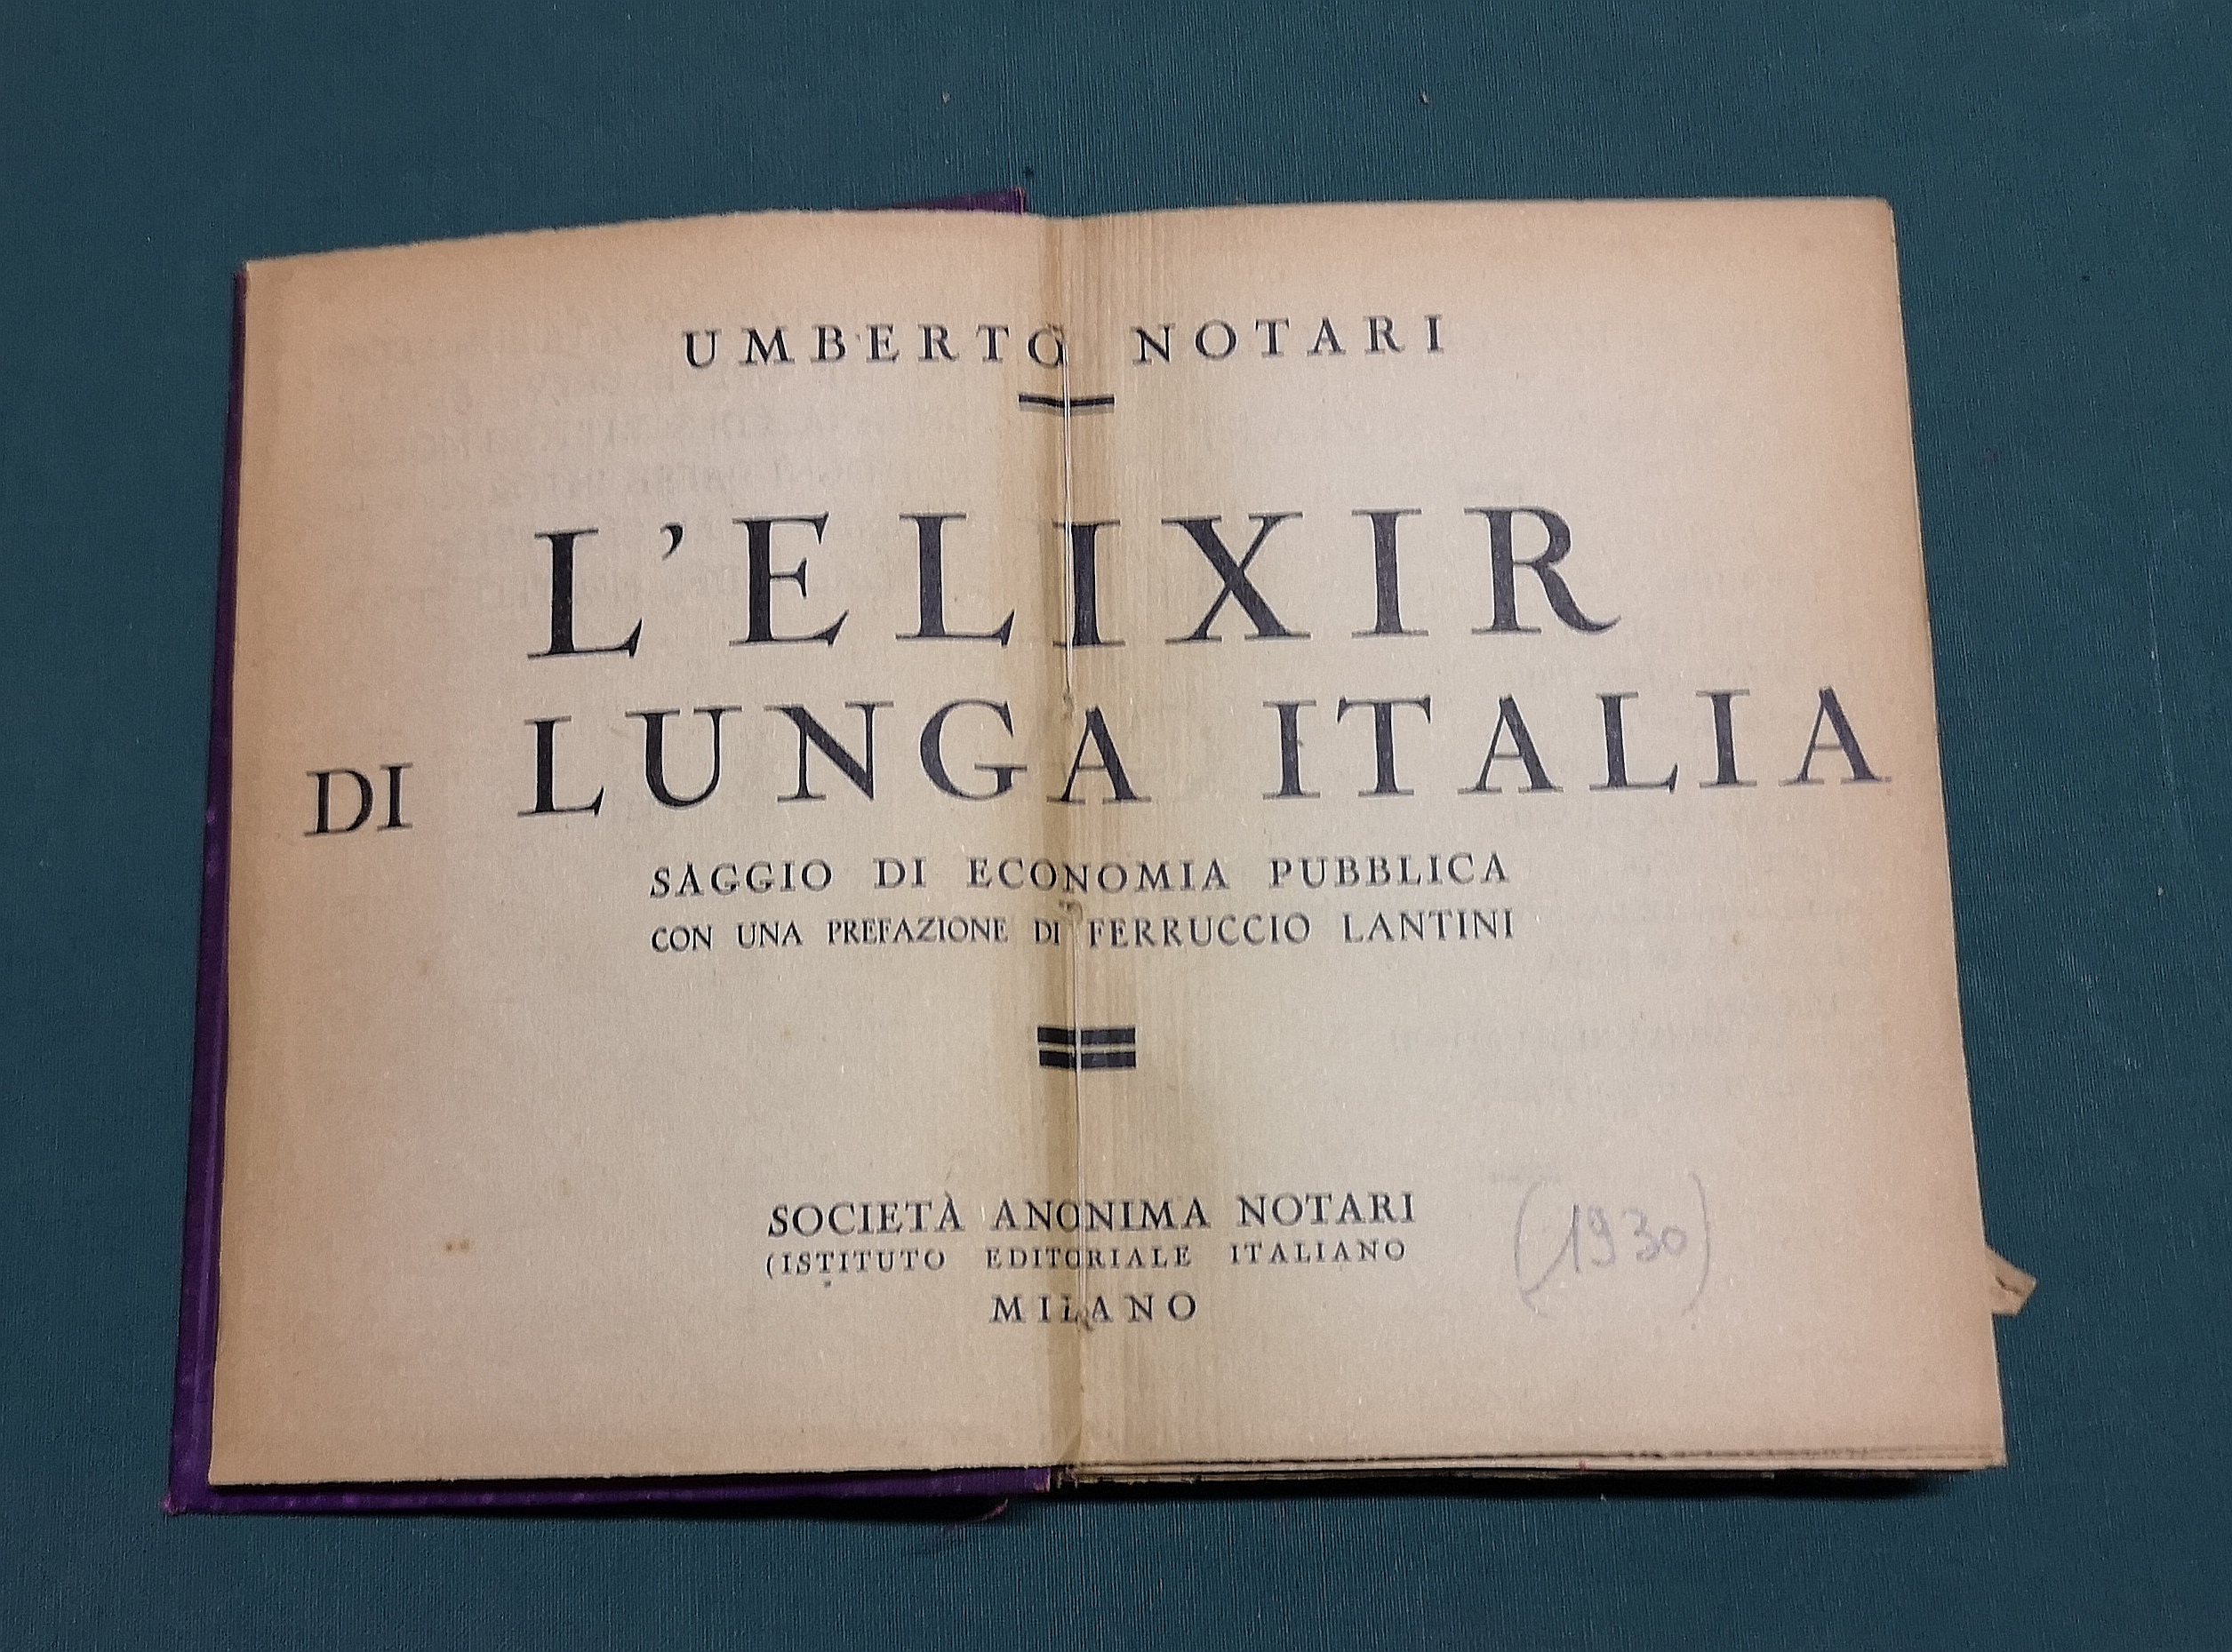 UMBERTO NOTARI
L'ELIXIR
DI LUNGA ITALIA
SAGGIO DI ECONOMIA PUBBLICA
CON UNA PREFAZIONE DI FERRUCCIO LANTINI
SOCIETÀ ANONIMA NOTARI
(ISTITUTO EDITORIALE ITALIANO
MILANO
(1930)